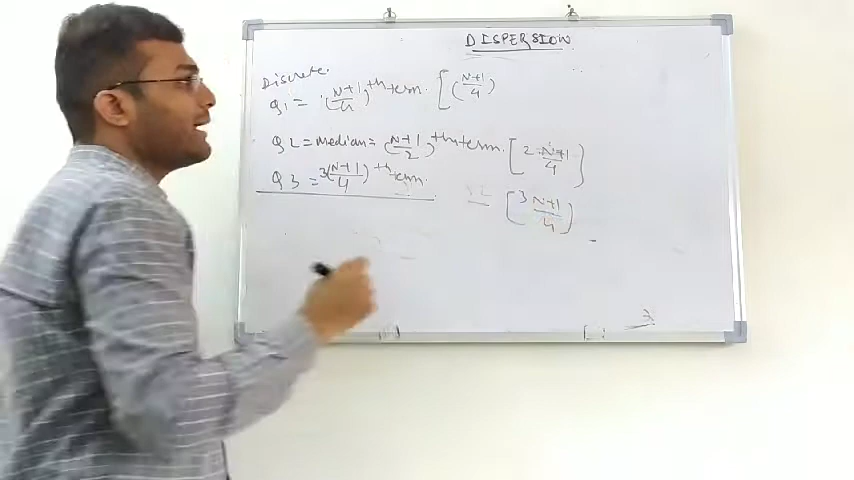 DISPERSION
Discrete.
Q1 = (N+1/4)th term. [(N+1/4)
Q2 = median = (N+1/2)th term. [2 N+1/4)]
Q3 = 3(N+1/4)th term.
= [3 N+1/4)]